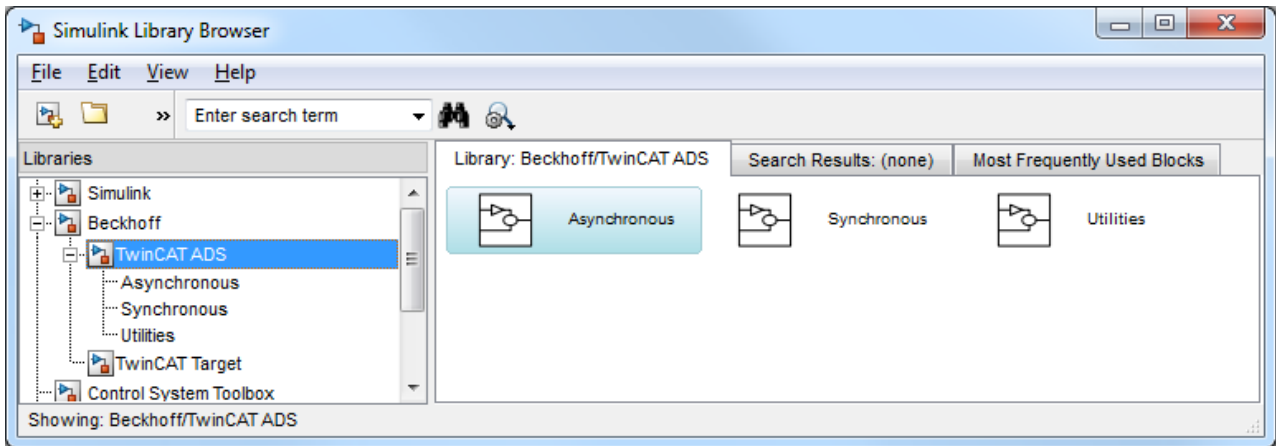 Simulink Library Browser
File Edit View Help
» Enter search term
Libraries
Library: Beckhoff/TwinCAT ADS Search Results: (none) Most Frequently Used Blocks
Simulink
Beckhoff
TwinCAT ADS
Asynchronous
Synchronous
Utilities
TwinCAT Target
Control System Toolbox
Asynchronous Synchronous Utilities
Showing: Beckhoff/TwinCAT ADS